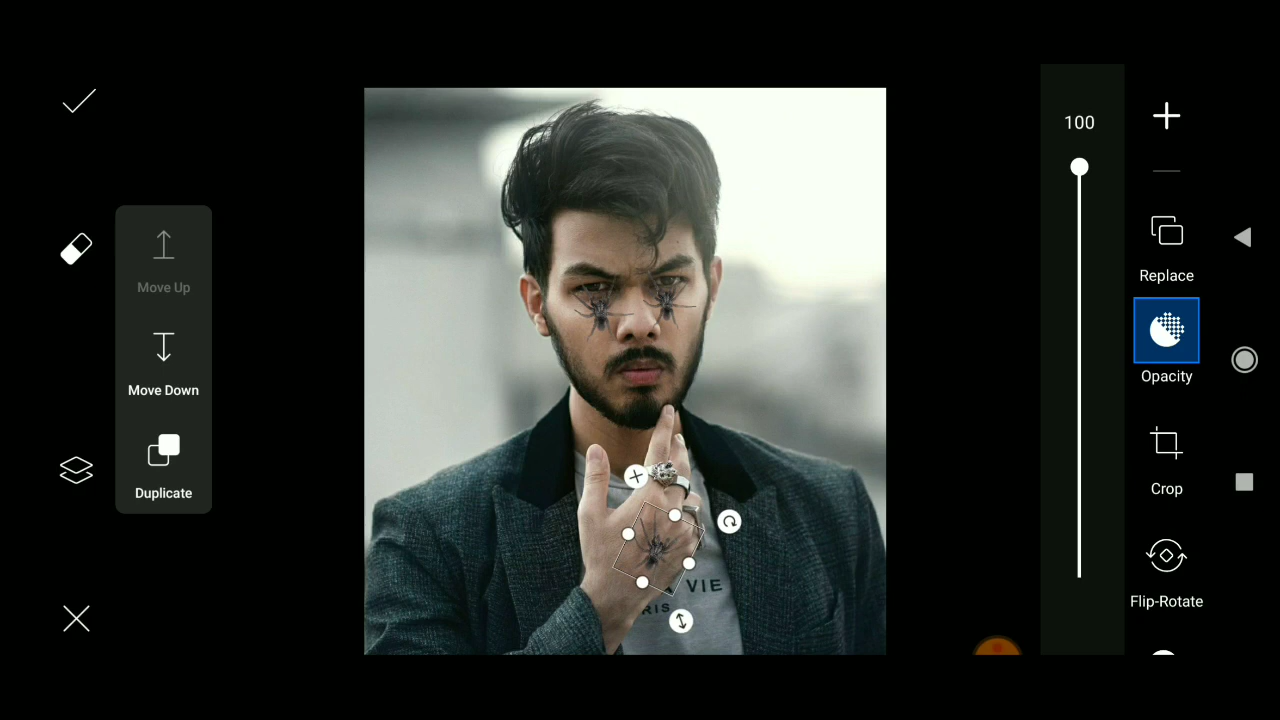 100
Replace
Move Up
Opacity
Move Down
Crop
Duplicate
VIE
RIS
Flip-Rotate